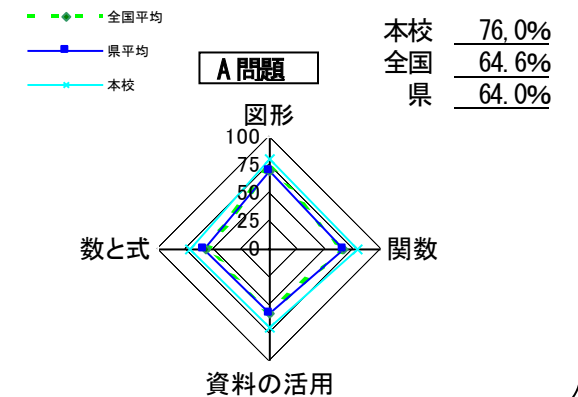 全国平均
県平均
本校
A問題
本校 76,0%
全国 64.6%
県 64.0%
図形
100
75
50
25
0
数と式
関数
資料の活用